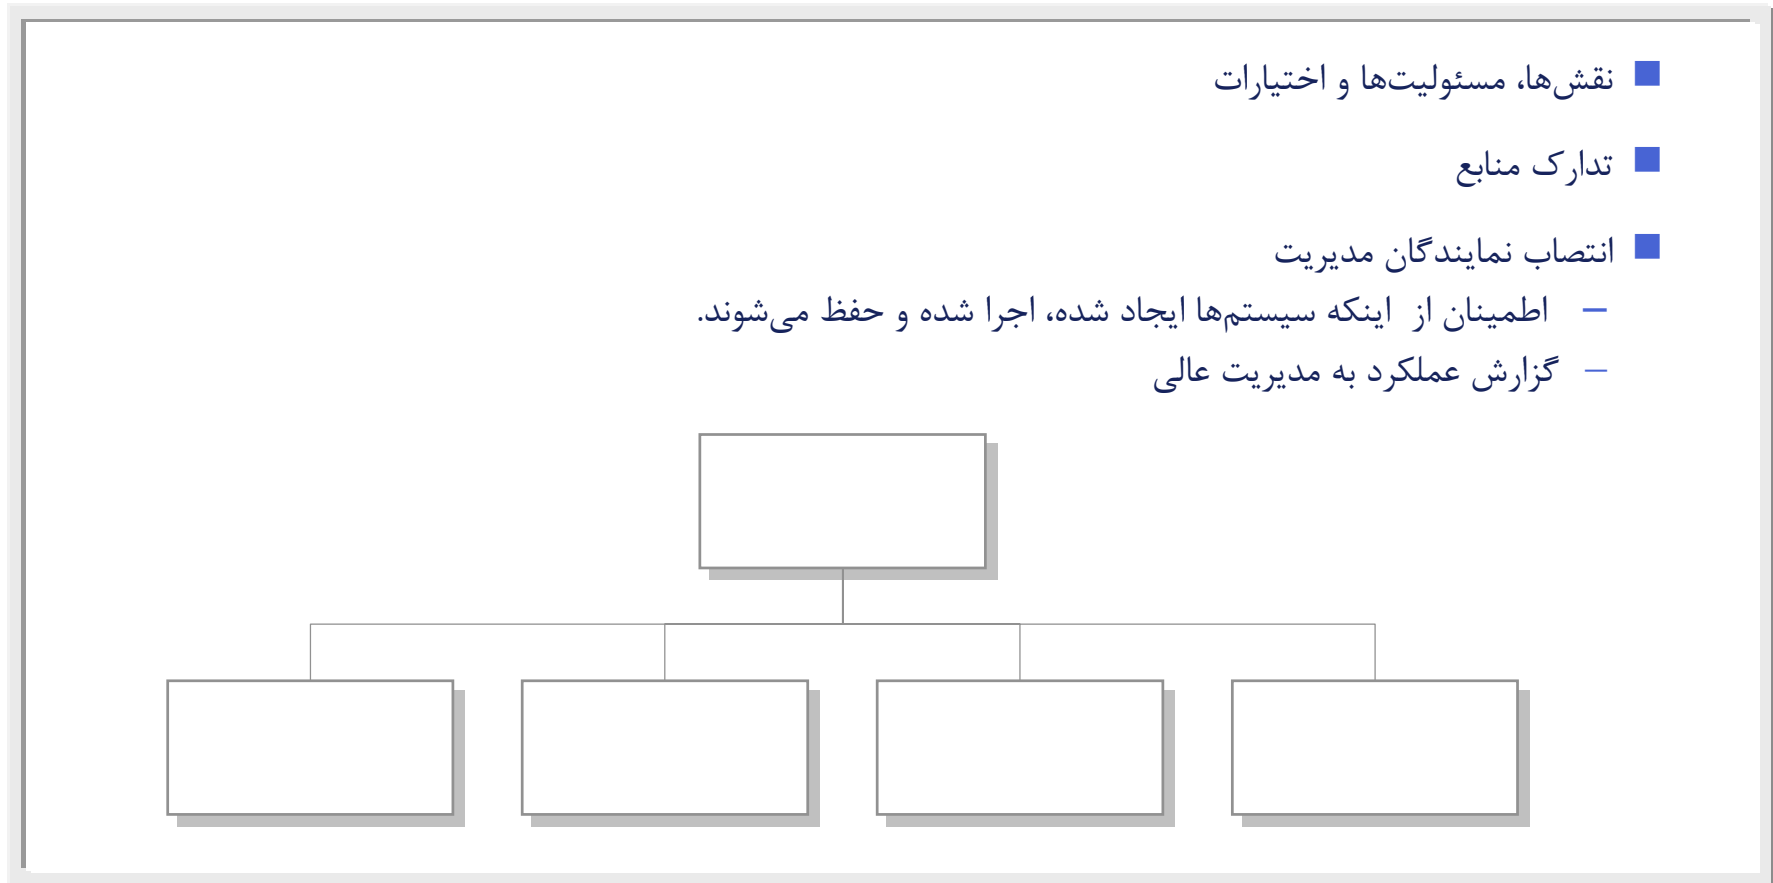 نقش‌ها، مسئولیت‌ها و اختیارات
تدارک منابع
انتصاب نمایندگان مدیریت
– اطمینان از اینکه سیستم‌ها ایجاد شده، اجرا شده و حفظ می‌شوند.
– گزارش عملکرد به مدیریت عالی